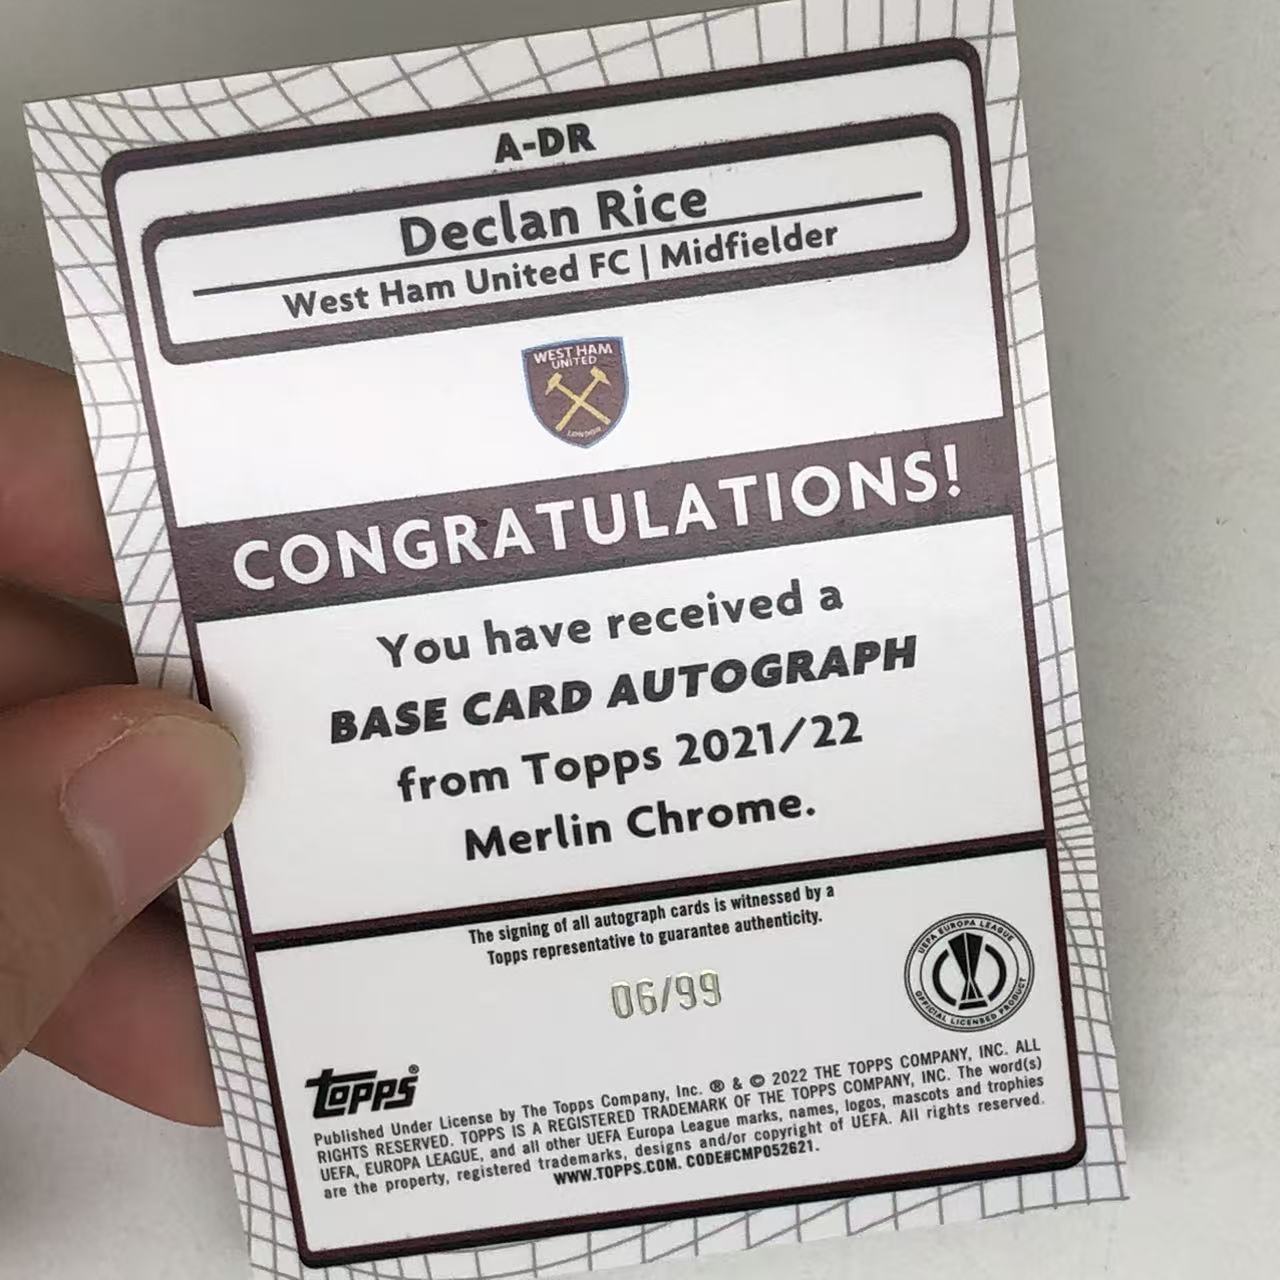 A-DR
Declan Rice
West Ham United FC | Midfielder
WEST HAM
UNITED
LONDON
CONGRATULATIONS!
You have received a
BASE CARD AUTOGRAPH
from Topps 2021/22
Merlin Chrome.
The signing of all autograph cards is witnessed by a
Topps representative to guarantee authenticity.
06/99
UEFA EUROPA LEAGUE
OFFICIAL LICENSED PRODUCT
topps®
Published Under License by The Topps Company, Inc. ® & © 2022 THE TOPPS COMPANY, INC. ALL
RIGHTS RESERVED. TOPPS IS A REGISTERED TRADEMARK OF THE TOPPS COMPANY, INC. The word(s)
UEFA, EUROPA LEAGUE, and all other UEFA Europa League marks, names, logos, mascots and trophies
are the property, registered trademarks, designs and/or copyright of UEFA. All rights reserved.
WWW.TOPPS.COM. CODE#CMP052621.